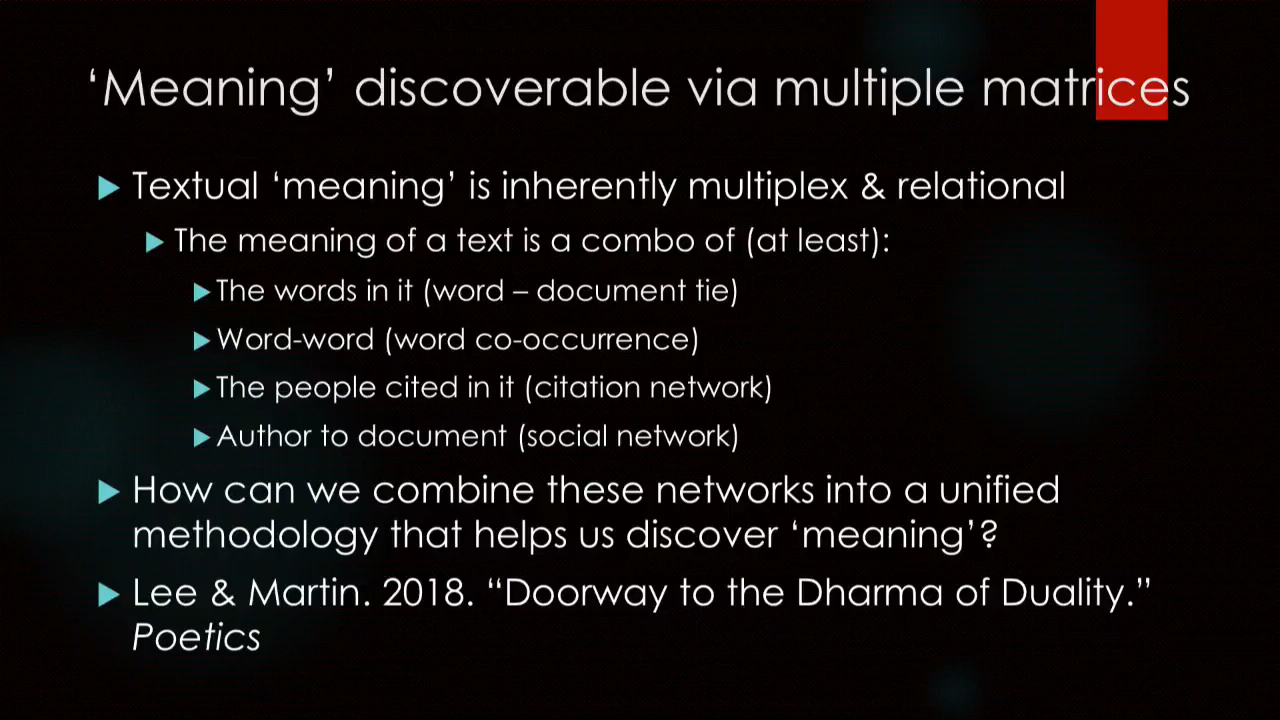 ‘Meaning’ discoverable via multiple matrices
Textual ‘meaning’ is inherently multiplex & relational
The meaning of a text is a combo of (at least):
The words in it (word – document tie)
Word-word (word co-occurrence)
The people cited in it (citation network)
Author to document (social network)
How can we combine these networks into a unified
methodology that helps us discover ‘meaning’?
Lee & Martin. 2018. “Doorway to the Dharma of Duality.”
Poetics